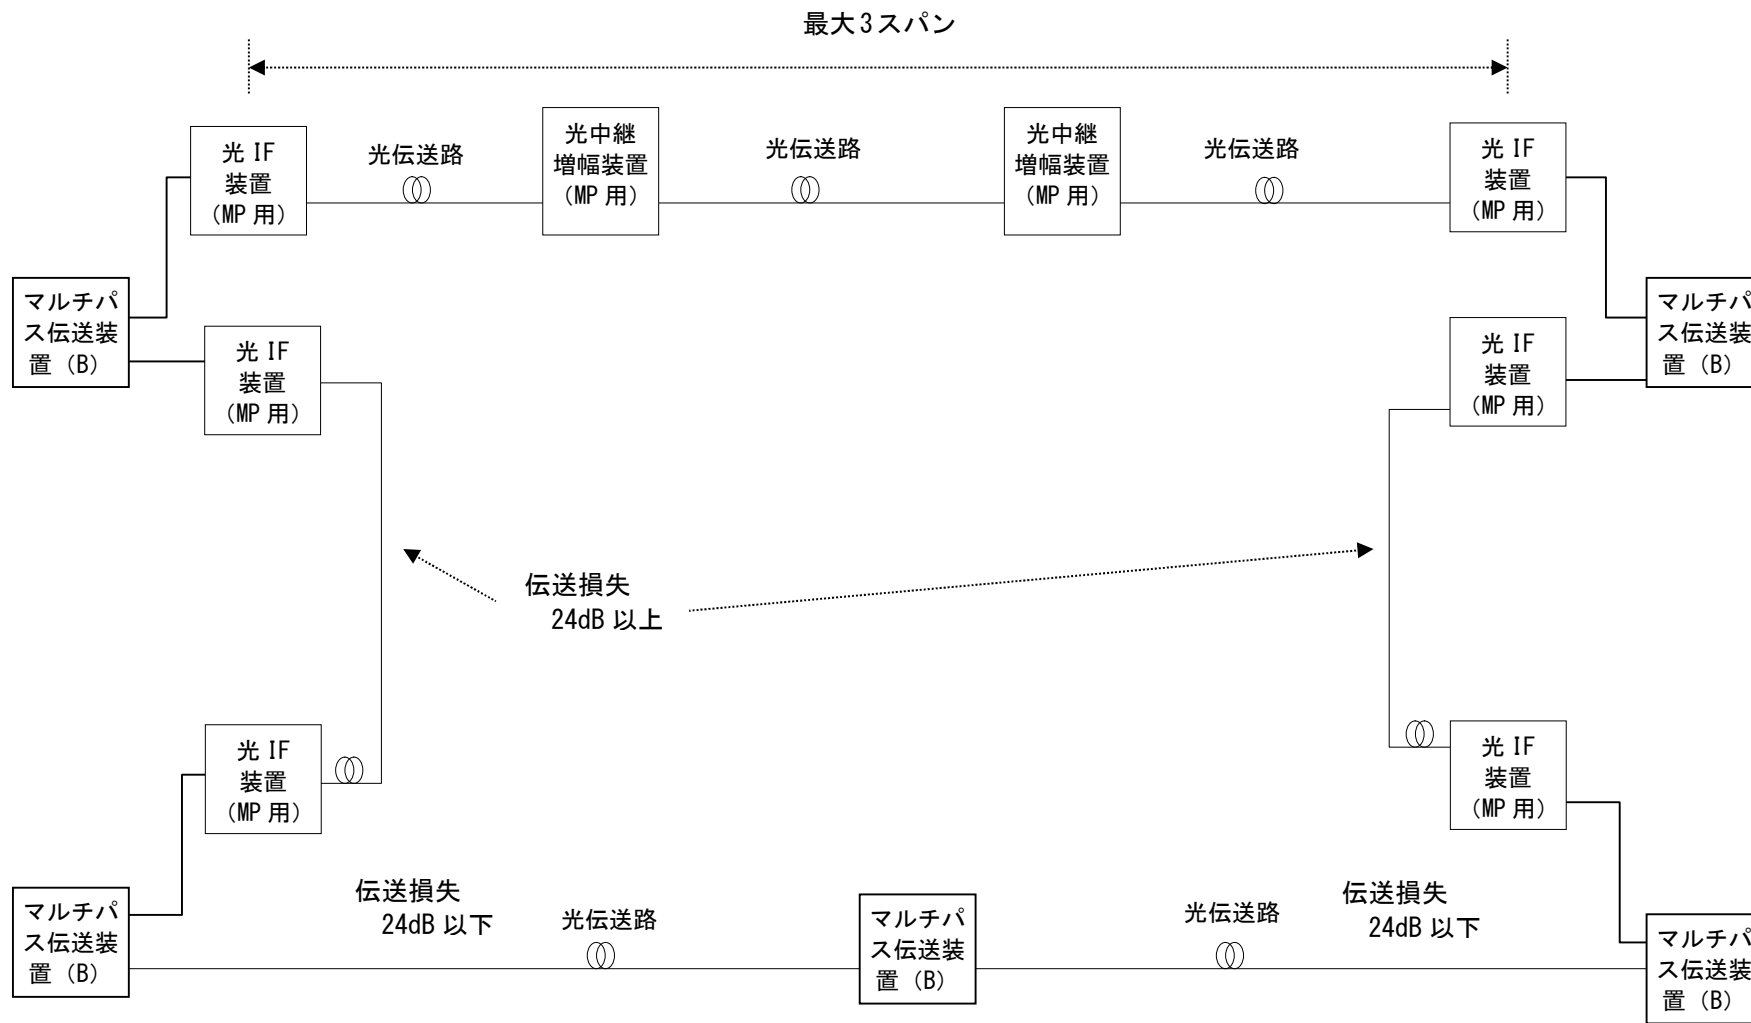 最大3スパン
光 IF
装置
（MP 用）
光伝送路
光中継
増幅装置
（MP 用）
光伝送路
光中継
増幅装置
（MP 用）
光伝送路
光 IF
装置
（MP 用）
マルチパ
ス伝送装
置（B）
光 IF
装置
（MP 用）
光 IF
装置
（MP 用）
マルチパ
ス伝送装
置（B）
伝送損失
24dB 以上
光 IF
装置
（MP 用）
光 IF
装置
（MP 用）
マルチパ
ス伝送装
置（B）
伝送損失
24dB 以下
光伝送路
マルチパ
ス伝送装
置（B）
光伝送路
伝送損失
24dB 以下
マルチパ
ス伝送装
置（B）